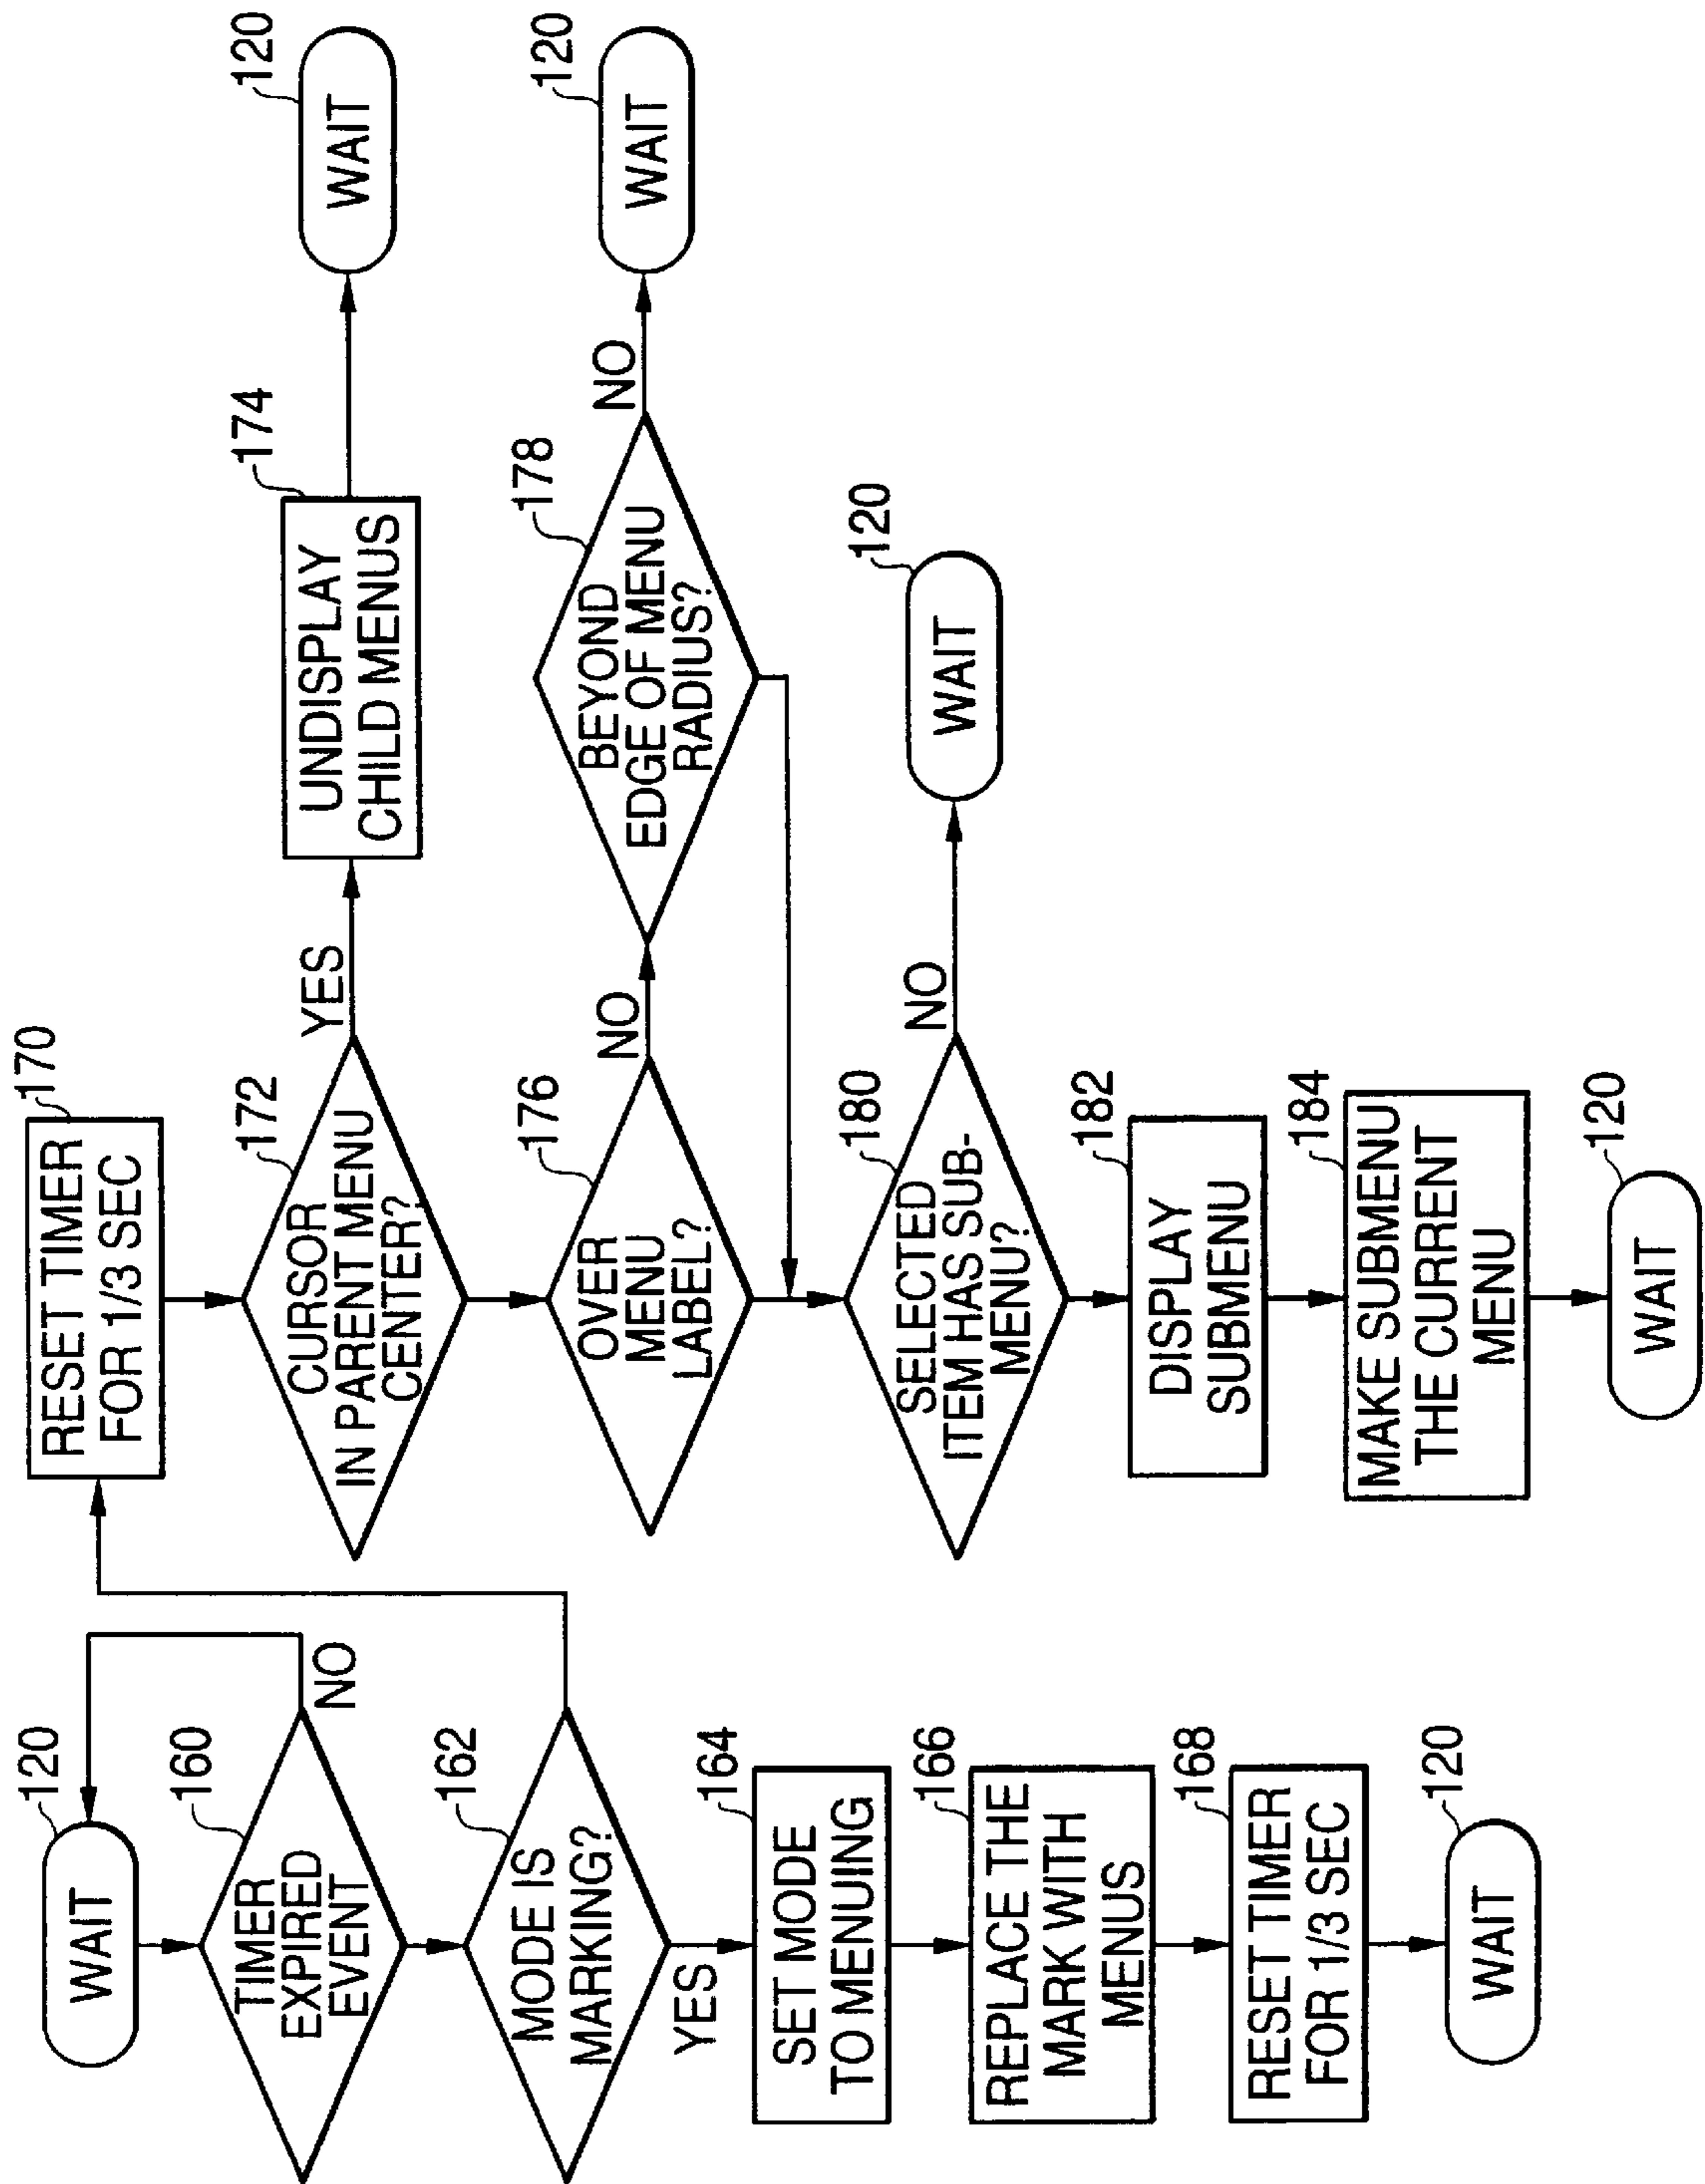 120
WAIT
160
TIMER
EXPIRED
EVENT
NO
162
MODE IS
MARKING?
YES
164
SET MODE
TO MENUING
166
REPLACE THE
MARK WITH
MENUS
168
RESET TIMER
FOR 1/3 SEC
120
WAIT
170
RESET TIMER
FOR 1/3 SEC
172
CURSOR
IN PARENT MENU
CENTER?
YES
174
UNDISPLAY
CHILD MENUS
120
WAIT
176
OVER
MENU
LABEL?
NO
178
BEYOND
EDGE OF MENU
RADIUS?
NO
120
WAIT
180
SELECTED
ITEM HAS SUB-
MENU?
NO
120
WAIT
182
DISPLAY
SUBMENU
184
MAKE SUBMENU
THE CURRENT
MENU
120
WAIT